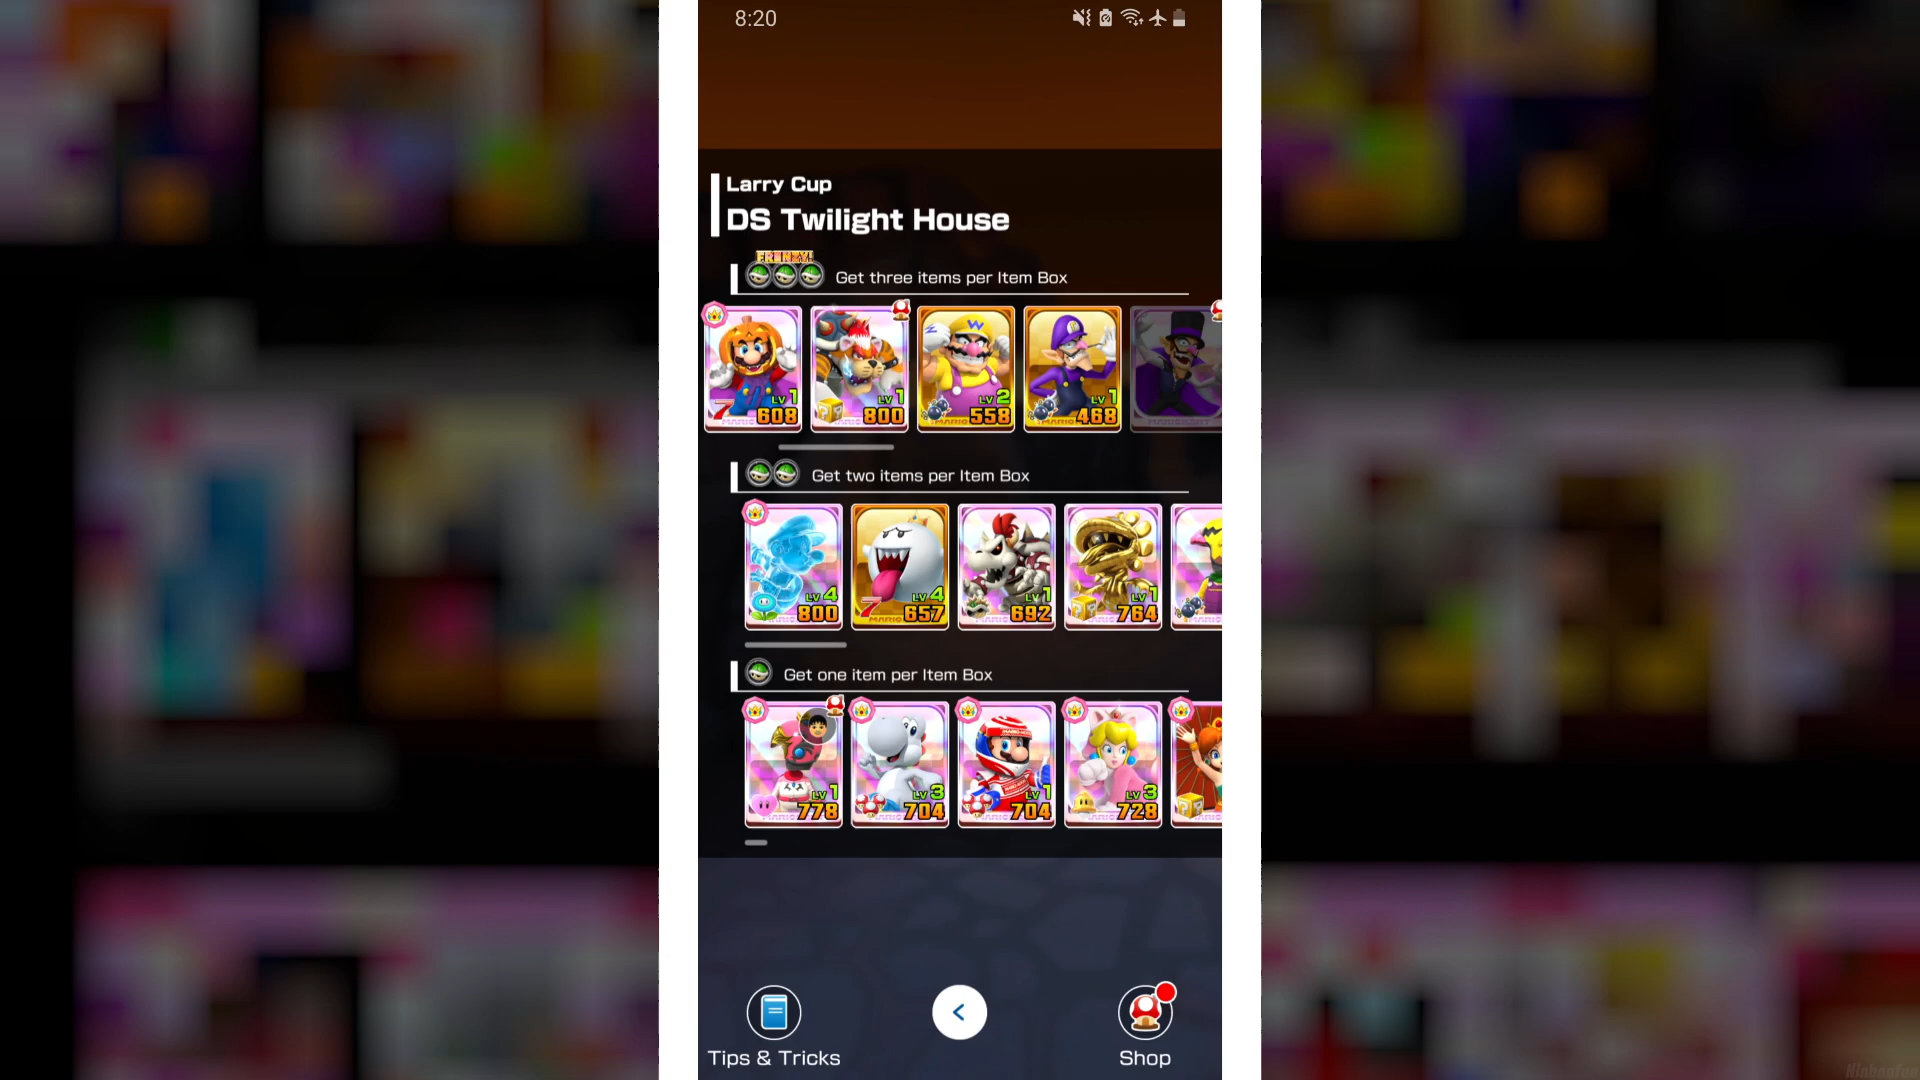 8:20
Larry Cup
DS Twilight House
FRENZY!
Get three items per Item Box
LV 1 608
LV 1 800
LV 2 558
LV 1 468
Get two items per Item Box
LV 4 800
LV 4 657
LV 1 692
LV 1 764
Get one item per Item Box
LV 1 778
LV 3 704
LV 1 704
LV 3 728
Tips & Tricks
Shop